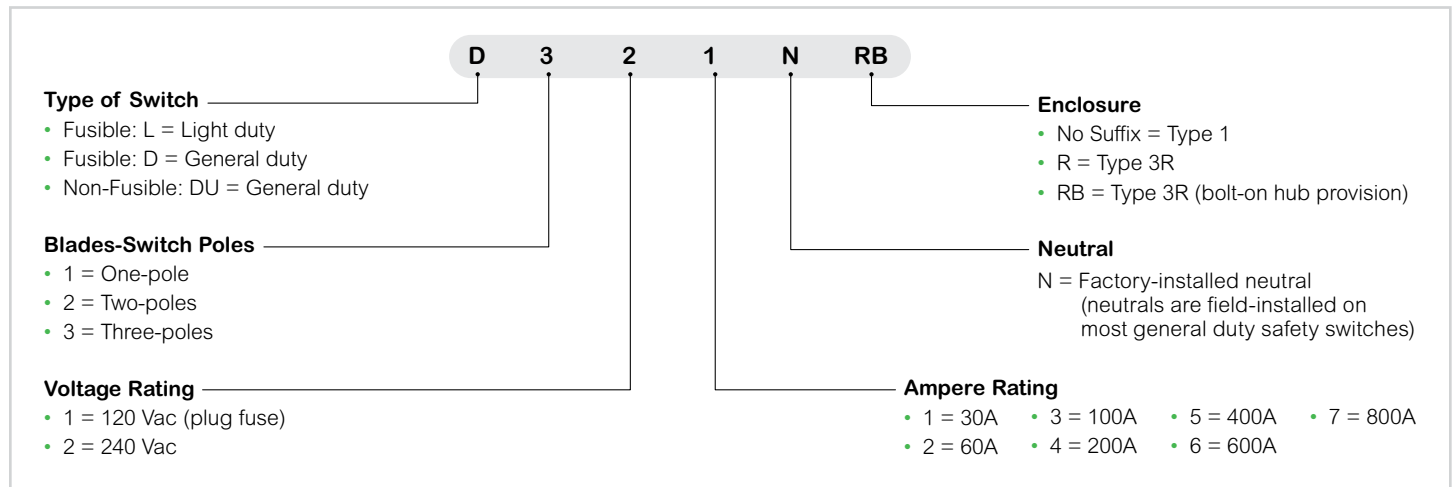 D 3 2 1 N RB
Type of Switch
• Fusible: L = Light duty
• Fusible: D = General duty
• Non-Fusible: DU = General duty
Blades-Switch Poles
• 1 = One-pole
• 2 = Two-poles
• 3 = Three-poles
Voltage Rating
• 1 = 120 Vac (plug fuse)
• 2 = 240 Vac
Enclosure
• No Suffix = Type 1
• R = Type 3R
• RB = Type 3R (bolt-on hub provision)
Neutral
N = Factory-installed neutral
(neutrals are field-installed on
most general duty safety switches)
Ampere Rating
• 1 = 30A • 3 = 100A • 5 = 400A • 7 = 800A
• 2 = 60A • 4 = 200A • 6 = 600A